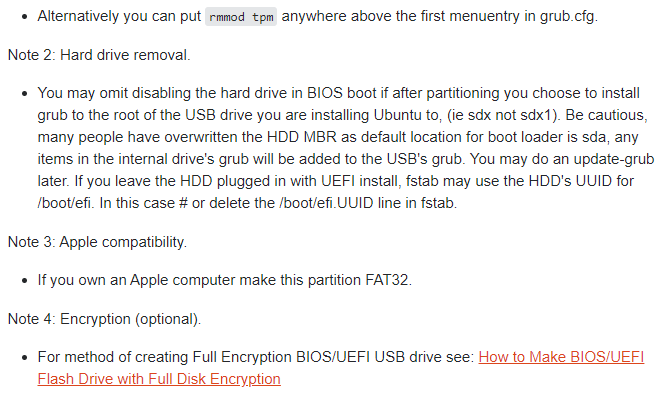 • Alternatively you can put rmmod tpm anywhere above the first menuentry in grub.cfg.
Note 2: Hard drive removal.
• You may omit disabling the hard drive in BIOS boot if after partitioning you choose to install
grub to the root of the USB drive you are installing Ubuntu to, (ie sdx not sdx1). Be cautious,
many people have overwritten the HDD MBR as default location for boot loader is sda, any
items in the internal drive's grub will be added to the USB's grub. You may do an update-grub
later. If you leave the HDD plugged in with UEFI install, fstab may use the HDD's UUID for
/boot/efi. In this case # or delete the /boot/efi.UUID line in fstab.
Note 3: Apple compatibility.
• If you own an Apple computer make this partition FAT32.
Note 4: Encryption (optional).
• For method of creating Full Encryption BIOS/UEFI USB drive see: How to Make BIOS/UEFI
Flash Drive with Full Disk Encryption